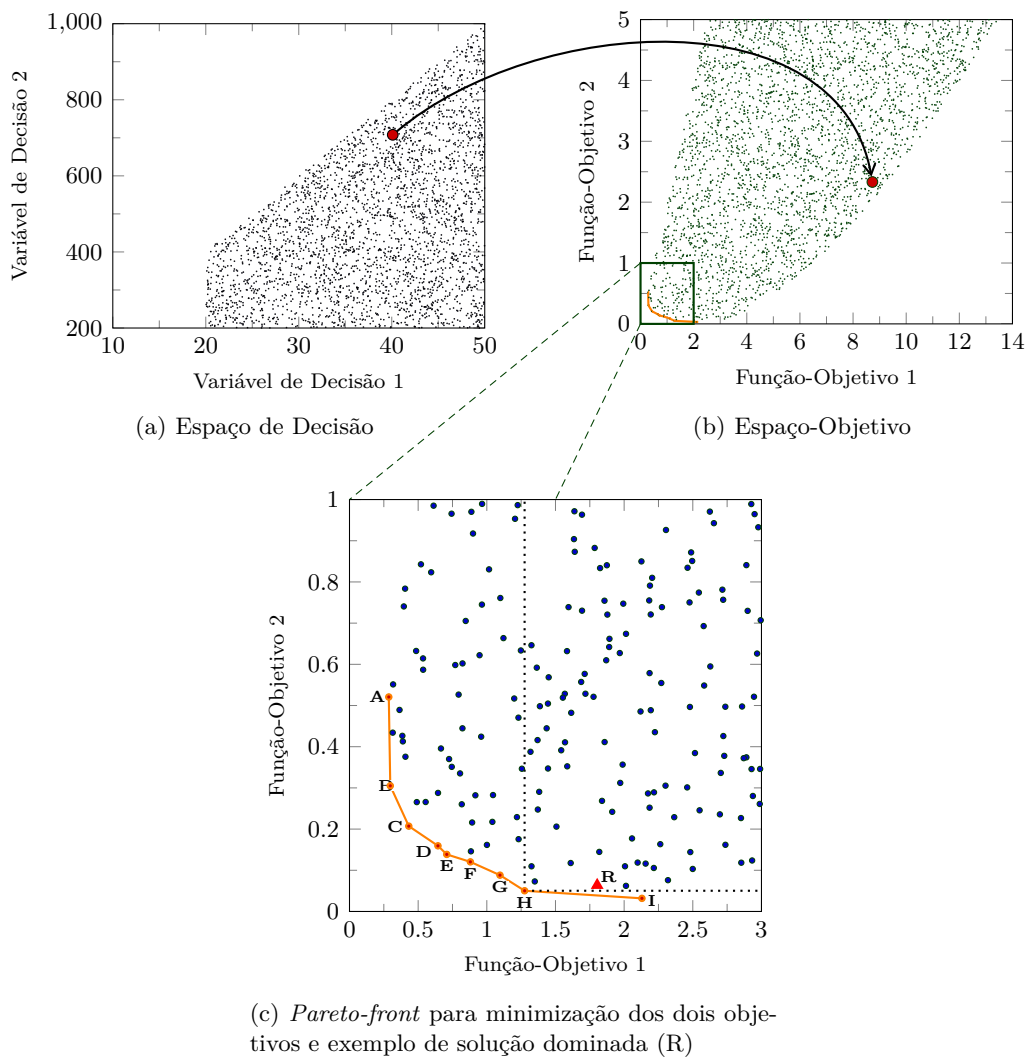 1,000
800
600
400
200
10
20
30
40
50
Variável de Decisão 2
Variável de Decisão 1
(a) Espaço de Decisão
5
4
3
2
1
0
0
2
4
6
8
10
12
14
Função-Objetivo 2
Função-Objetivo 1
(b) Espaço-Objetivo
1
0.8
0.6
0.4
0.2
0
0
0.5
1
1.5
2
2.5
3
Função-Objetivo 2
Função-Objetivo 1
A
B
C
D
E
F
G
H
I
R
(c) Pareto-front para minimização dos dois obje-
tivos e exemplo de solução dominada (R)